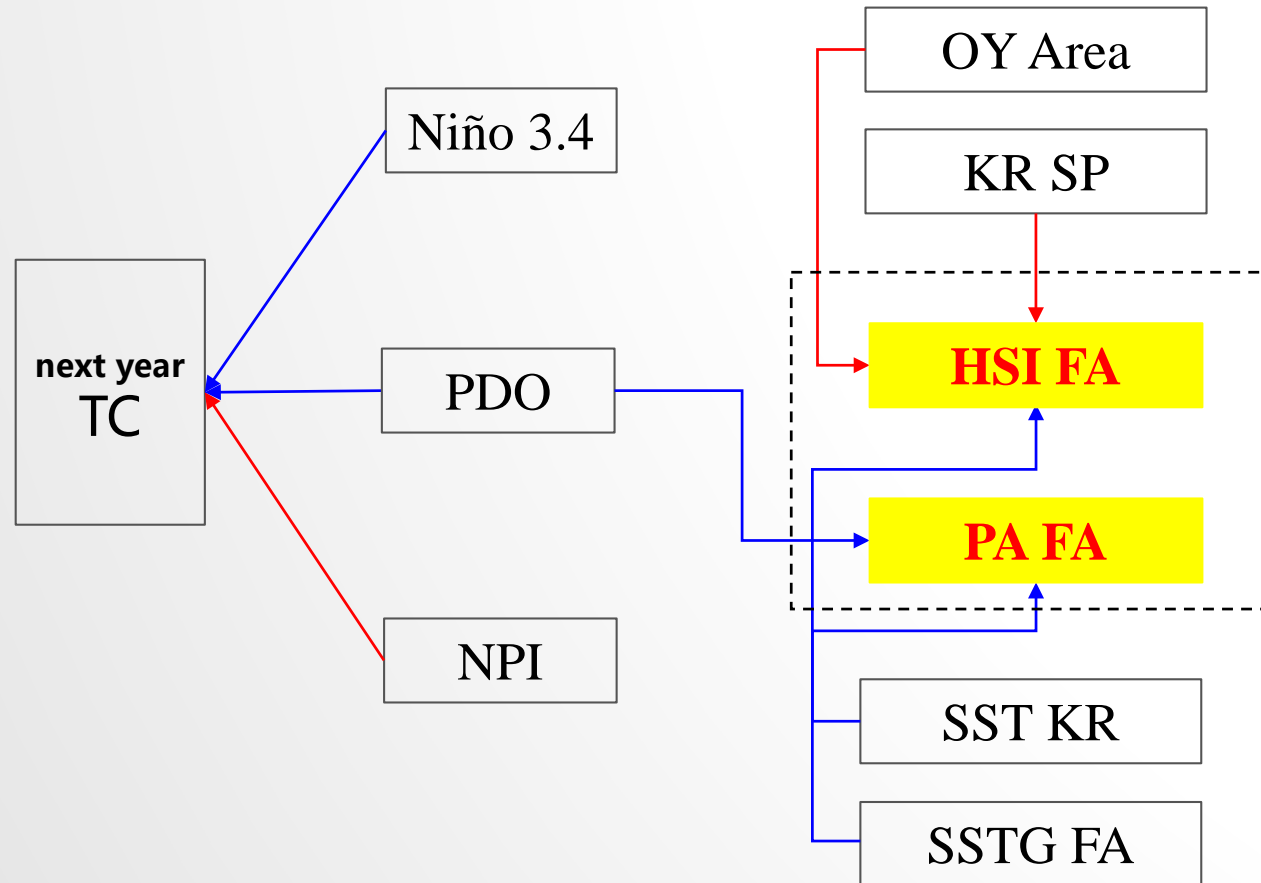 OY Area
Niño 3.4
KR SP
next year
TC
HSI FA
PDO
PA FA
NPI
SST KR
SSTG FA